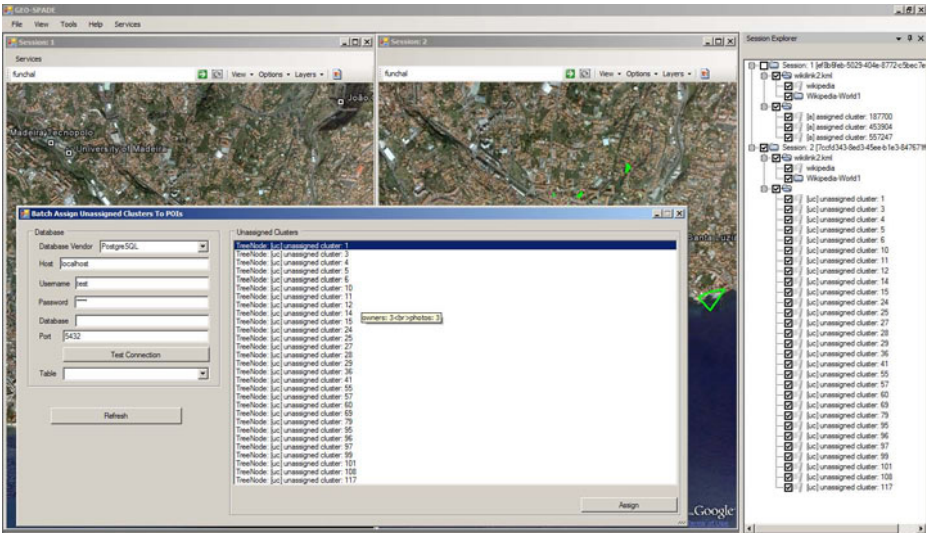 GEO-SPADE
File View Tools Help Services
Session: 1
Services
funchal View Options Layers
João
Madeira Tecnopolo
University of Madeira
Session: 2
funchal View Options Layers
Santa Luzia
Google
Batch Assign Unassigned Clusters To POIs
Database
Database Vendor PostgreSQL
Host localhost
Username test
Password ****
Database
Port 5432
Test Connection
Table
Refresh
Unassigned Clusters
TreeNode: [uc] unassigned cluster: 1
TreeNode: [uc] unassigned cluster: 3
TreeNode: [uc] unassigned cluster: 4
TreeNode: [uc] unassigned cluster: 5
TreeNode: [uc] unassigned cluster: 6
TreeNode: [uc] unassigned cluster: 10
TreeNode: [uc] unassigned cluster: 11
TreeNode: [uc] unassigned cluster: 12
TreeNode: [uc] unassigned cluster: 14
TreeNode: [uc] unassigned cluster: 15
TreeNode: [uc] unassigned cluster: 24
TreeNode: [uc] unassigned cluster: 25
TreeNode: [uc] unassigned cluster: 27
TreeNode: [uc] unassigned cluster: 28
TreeNode: [uc] unassigned cluster: 29
TreeNode: [uc] unassigned cluster: 36
TreeNode: [uc] unassigned cluster: 41
TreeNode: [uc] unassigned cluster: 55
TreeNode: [uc] unassigned cluster: 57
TreeNode: [uc] unassigned cluster: 60
TreeNode: [uc] unassigned cluster: 69
TreeNode: [uc] unassigned cluster: 79
TreeNode: [uc] unassigned cluster: 95
TreeNode: [uc] unassigned cluster: 96
TreeNode: [uc] unassigned cluster: 97
TreeNode: [uc] unassigned cluster: 99
TreeNode: [uc] unassigned cluster: 101
TreeNode: [uc] unassigned cluster: 108
TreeNode: [uc] unassigned cluster: 117
owners: 3<br>photos: 3
Assign
Session Explorer
Session: 1
wikilink2.kml
wikipedia
Wikipedia-World1
[a] assigned cluster: 187700
[a] assigned cluster: 453904
[a] assigned cluster: 557247
Session: 2
wikilink2.kml
wikipedia
Wikipedia-World1
[uc] unassigned cluster: 1
[uc] unassigned cluster: 3
[uc] unassigned cluster: 4
[uc] unassigned cluster: 5
[uc] unassigned cluster: 6
[uc] unassigned cluster: 10
[uc] unassigned cluster: 11
[uc] unassigned cluster: 12
[uc] unassigned cluster: 14
[uc] unassigned cluster: 15
[uc] unassigned cluster: 24
[uc] unassigned cluster: 25
[uc] unassigned cluster: 27
[uc] unassigned cluster: 28
[uc] unassigned cluster: 29
[uc] unassigned cluster: 36
[uc] unassigned cluster: 41
[uc] unassigned cluster: 55
[uc] unassigned cluster: 57
[uc] unassigned cluster: 60
[uc] unassigned cluster: 69
[uc] unassigned cluster: 79
[uc] unassigned cluster: 95
[uc] unassigned cluster: 96
[uc] unassigned cluster: 97
[uc] unassigned cluster: 99
[uc] unassigned cluster: 101
[uc] unassigned cluster: 108
[uc] unassigned cluster: 117